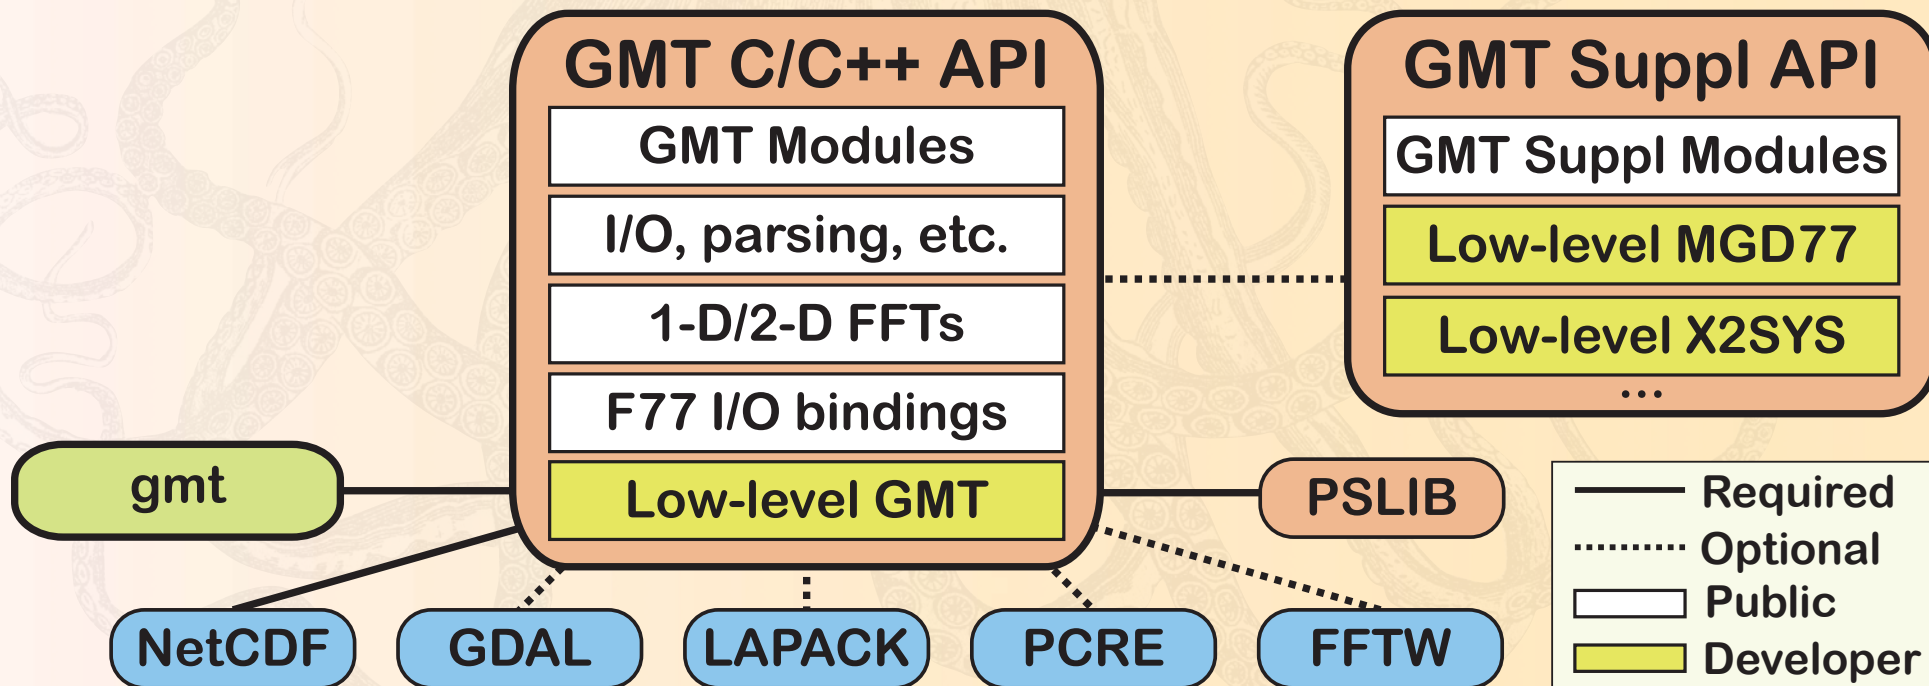 GMT C/C++ API
GMT Modules
I/O, parsing, etc.
1-D/2-D FFTs
F77 I/O bindings
Low-level GMT
GMT Suppl API
GMT Suppl Modules
Low-level MGD77
Low-level X2SYS
...
gmt
PSLIB
NetCDF
GDAL
LAPACK
PCRE
FFTW
Required
Optional
Public
Developer